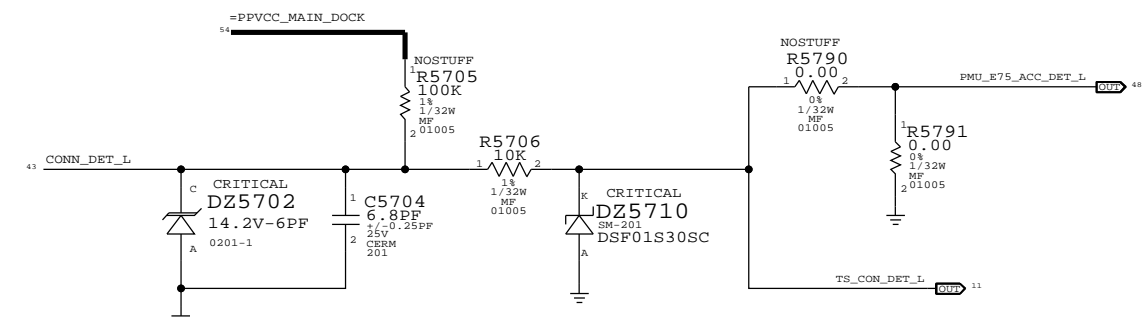 =PPVCC_MAIN_DOCK
54
NOSTUFF
1
R5705
100K
1%
1/32W
MF
01005
2
NOSTUFF
R5790
0.00
1
2
0%
1/32W
MF
01005
PMU_E75_ACC_DET_L
OUT
48
1
R5791
0.00
0%
1/32W
MF
01005
2
43
CONN_DET_L
R5706
10K
1
2
1%
1/32W
MF
01005
C
CRITICAL
DZ5702
14.2V-6PF
A
0201-1
1
C5704
6.8PF
+/-0.25PF
25V
CERM
201
2
K
CRITICAL
DZ5710
SM-201
DSF01S30SC
A
TS_CON_DET_L
OUT
11